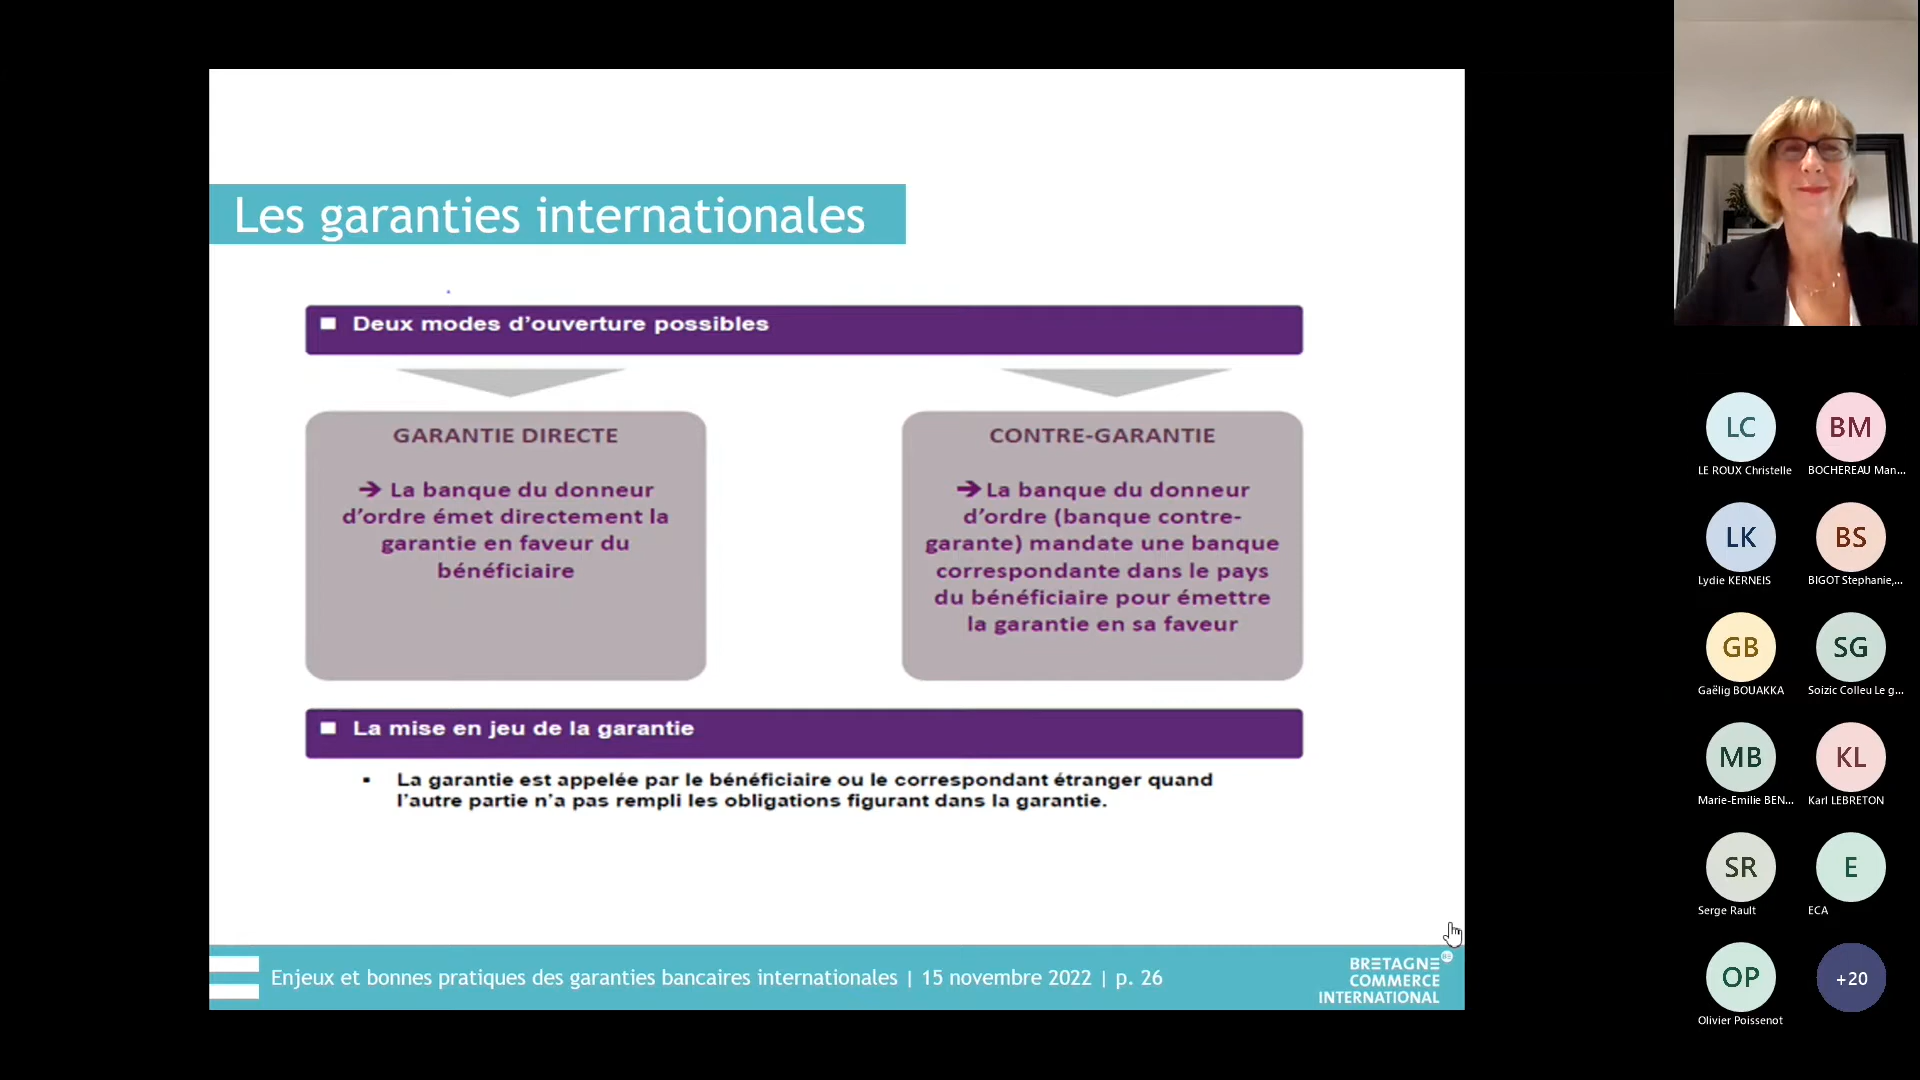 Les garanties internationales
Deux modes d’ouverture possibles
GARANTIE DIRECTE
➔ La banque du donneur
d’ordre émet directement la
garantie en faveur du
bénéficiaire
CONTRE-GARANTIE
➔ La banque du donneur
d’ordre (banque contre-
garante) mandate une banque
correspondante dans le pays
du bénéficiaire pour émettre
la garantie en sa faveur
La mise en jeu de la garantie
▪ La garantie est appelée par le bénéficiaire ou le correspondant étranger quand
l’autre partie n’a pas rempli les obligations figurant dans la garantie.
Enjeux et bonnes pratiques des garanties bancaires internationales | 15 novembre 2022 | p. 26
BRETAGNE
COMMERCE
INTERNATIONAL
LC
LE ROUX Christelle
BM
BOCHEREAU Man...
LK
Lydie KERNEIS
BS
BIGOT Stephanie,...
GB
Gaëlig BOUAKKA
SG
Soizic Colleu Le g...
MB
Marie-Emilie BEN...
KL
Karl LEBRETON
SR
Serge Rault
E
ECA
OP
Olivier Poissenot
+20